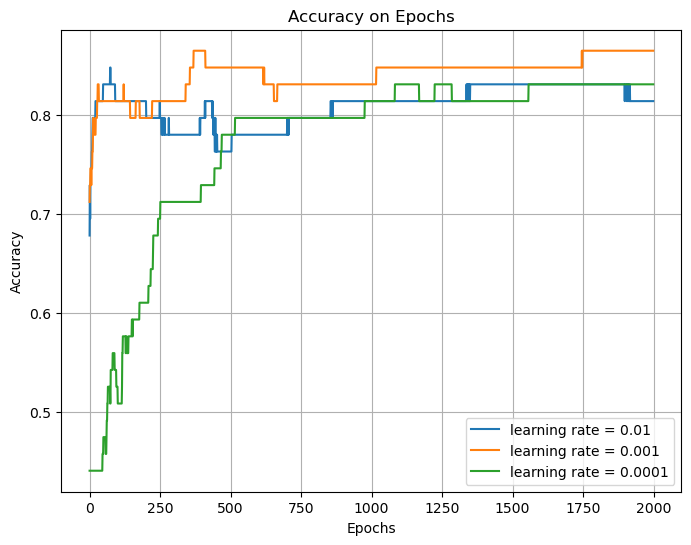 Accuracy on Epochs
Accuracy
0.8
0.7
0.6
0.5
0 250 500 750 1000 1250 1500 1750 2000
Epochs
learning rate = 0.01
learning rate = 0.001
learning rate = 0.0001